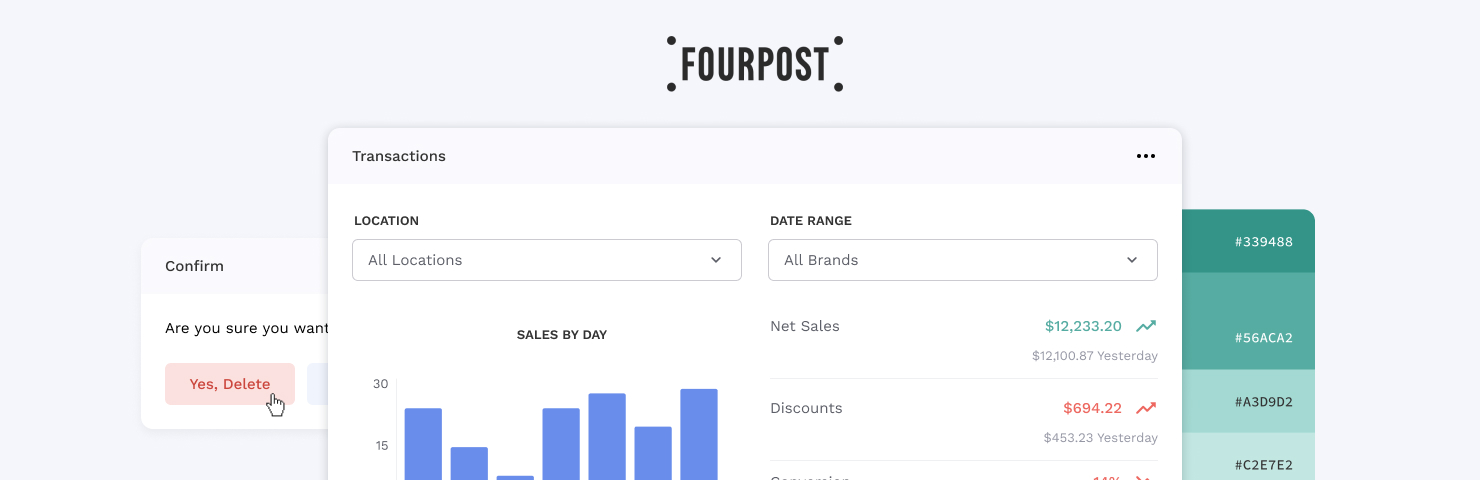 FOURPOST
Transactions
LOCATION
All Locations
DATE RANGE
All Brands
SALES BY DAY
30
15
Net Sales
$12,233.20
$12,100.87 Yesterday
Discounts
$694.22
$453.23 Yesterday
Conversion
14%
Confirm
Are you sure you want
Yes, Delete
#339488
#56ACA2
#A3D9D2
#C2E7E2